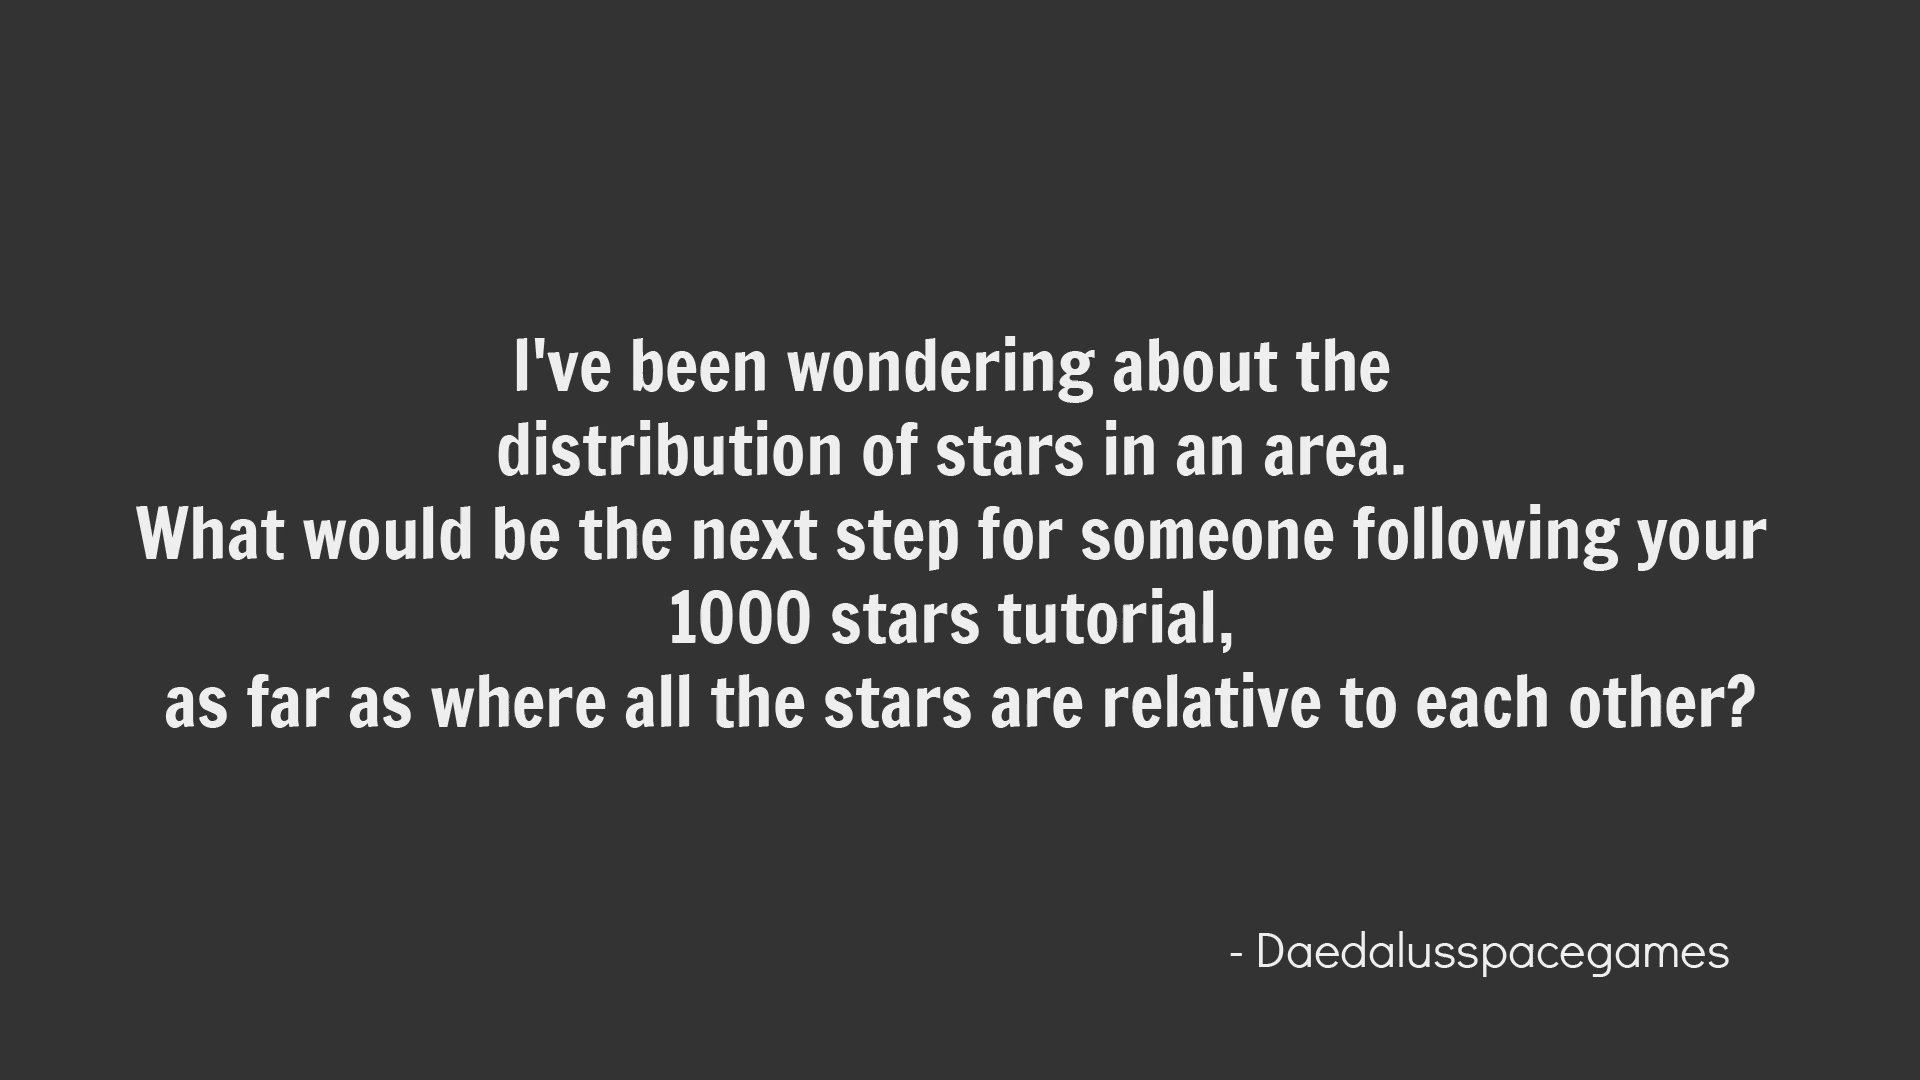 I've been wondering about the
distribution of stars in an area.
What would be the next step for someone following your
1000 stars tutorial,
as far as where all the stars are relative to each other?
- Daedalusspacegames